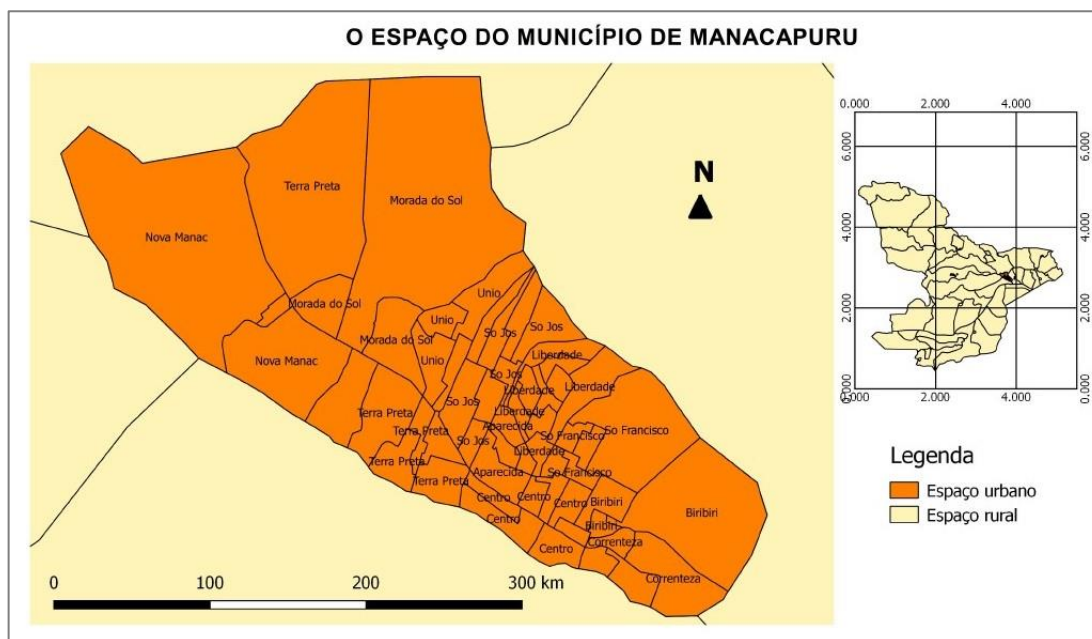 O ESPAÇO DO MUNICÍPIO DE MANACAPURU
0.000 2.000 4.000
6.000 6.000
4.000 4.000
2.000 2.000
0.000 0.000
0.000 2.000 4.000
N
Terra Preta
Morada do Sol
Nova Manac
Morada do Sol
Unio
Unio
So Jos
So Jos
Morada do Sol
Nova Manac
Unio
Liberdade
So Jos
Liberdade
Liberdade
So Jos
Terra Preta
Liberdade
Aparecida
Terra Preta
So Jos
So Francisco
So Francisco
Liberdade
Terra Preta
Aparecida
So Francisco
Terra Preta
Centro
Centro
Centro
Biribiri
Biribiri
Centro
Biribiri
Correnteza
Centro
Correnteza
Legenda
Espaço urbano
Espaço rural
0 100 200 300 km